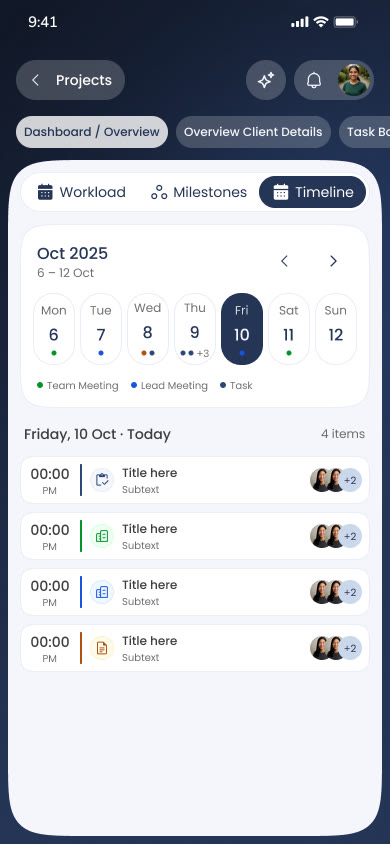 9:41
Projects
Dashboard / Overview
Overview Client Details
Task Bo
Workload
Milestones
Timeline
Oct 2025
6 – 12 Oct
Mon Tue Wed Thu Fri Sat Sun
6 7 8 9 10 11 12
+3
Team Meeting Lead Meeting Task
Friday, 10 Oct · Today 4 items
00:00 Title here
PM Subtext +2
00:00 Title here
PM Subtext +2
00:00 Title here
PM Subtext +2
00:00 Title here
PM Subtext +2